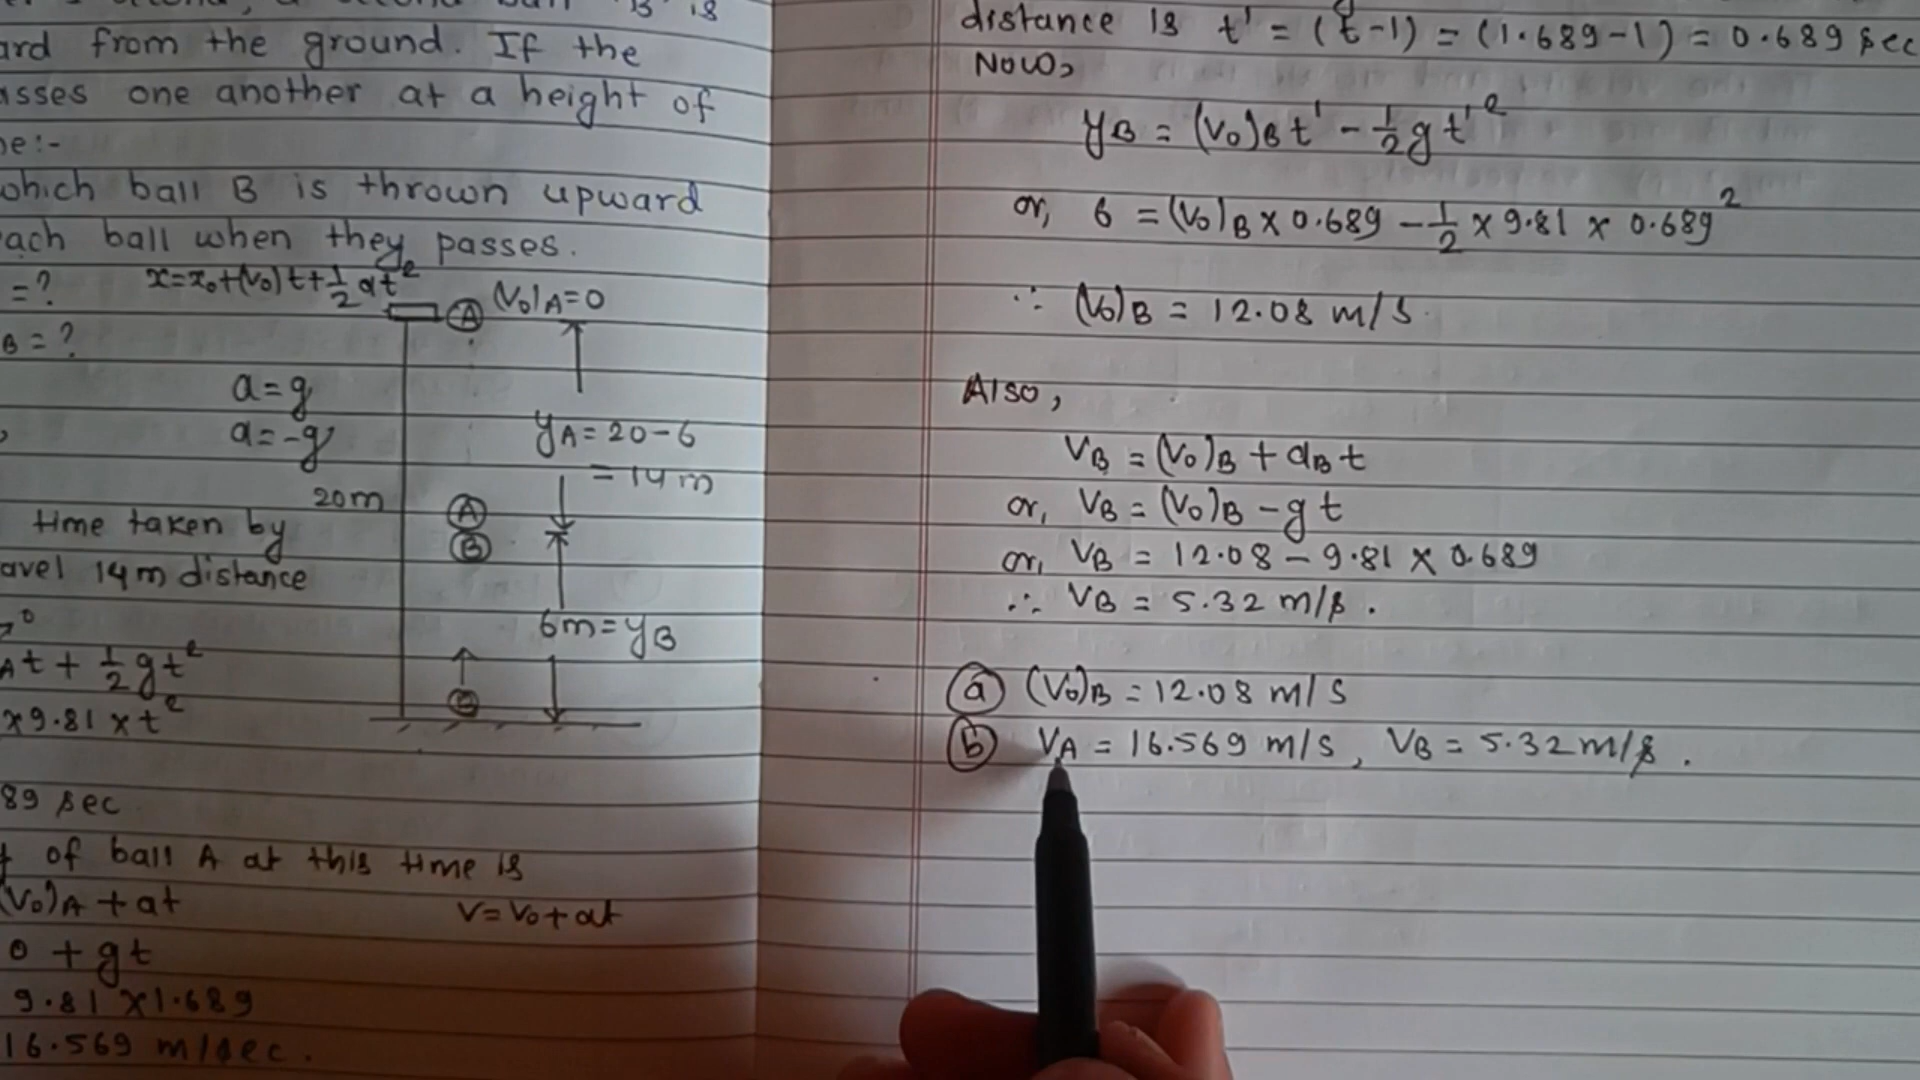 B is
ard from the ground. If the
asses one another at a height of
e:-
which ball B is thrown upward
each ball when they passes.
=? x=x₀+(v₀)t+½at²
(V₀)A=0
A
B = ?
a=g
a=-g
yA=20-6
= 14m
20m
A
B
time taken by
avel 14m distance
6m=yB
0
At + ½gt²
x9.81 x t²
B
89 sec
of ball A at this time is
(V₀)A + at V=V₀+at
0 + gt
9.81 x1.689
16.569 m/sec.
distance is t' = (t-1) = (1.689-1) = 0.689 sec
Now,
yB = (V₀)B t' - ½ g t'²
or, 6 = (V₀)B x 0.689 - ½ x 9.81 x 0.689²
∴ (V₀)B = 12.08 m/s
Also,
VB = (V₀)B + aB t
or, VB = (V₀)B - g t
or, VB = 12.08 - 9.81 x 0.689
∴ VB = 5.32 m/s.
a (V₀)B = 12.08 m/s
b VA = 16.569 m/s, VB = 5.32 m/s.